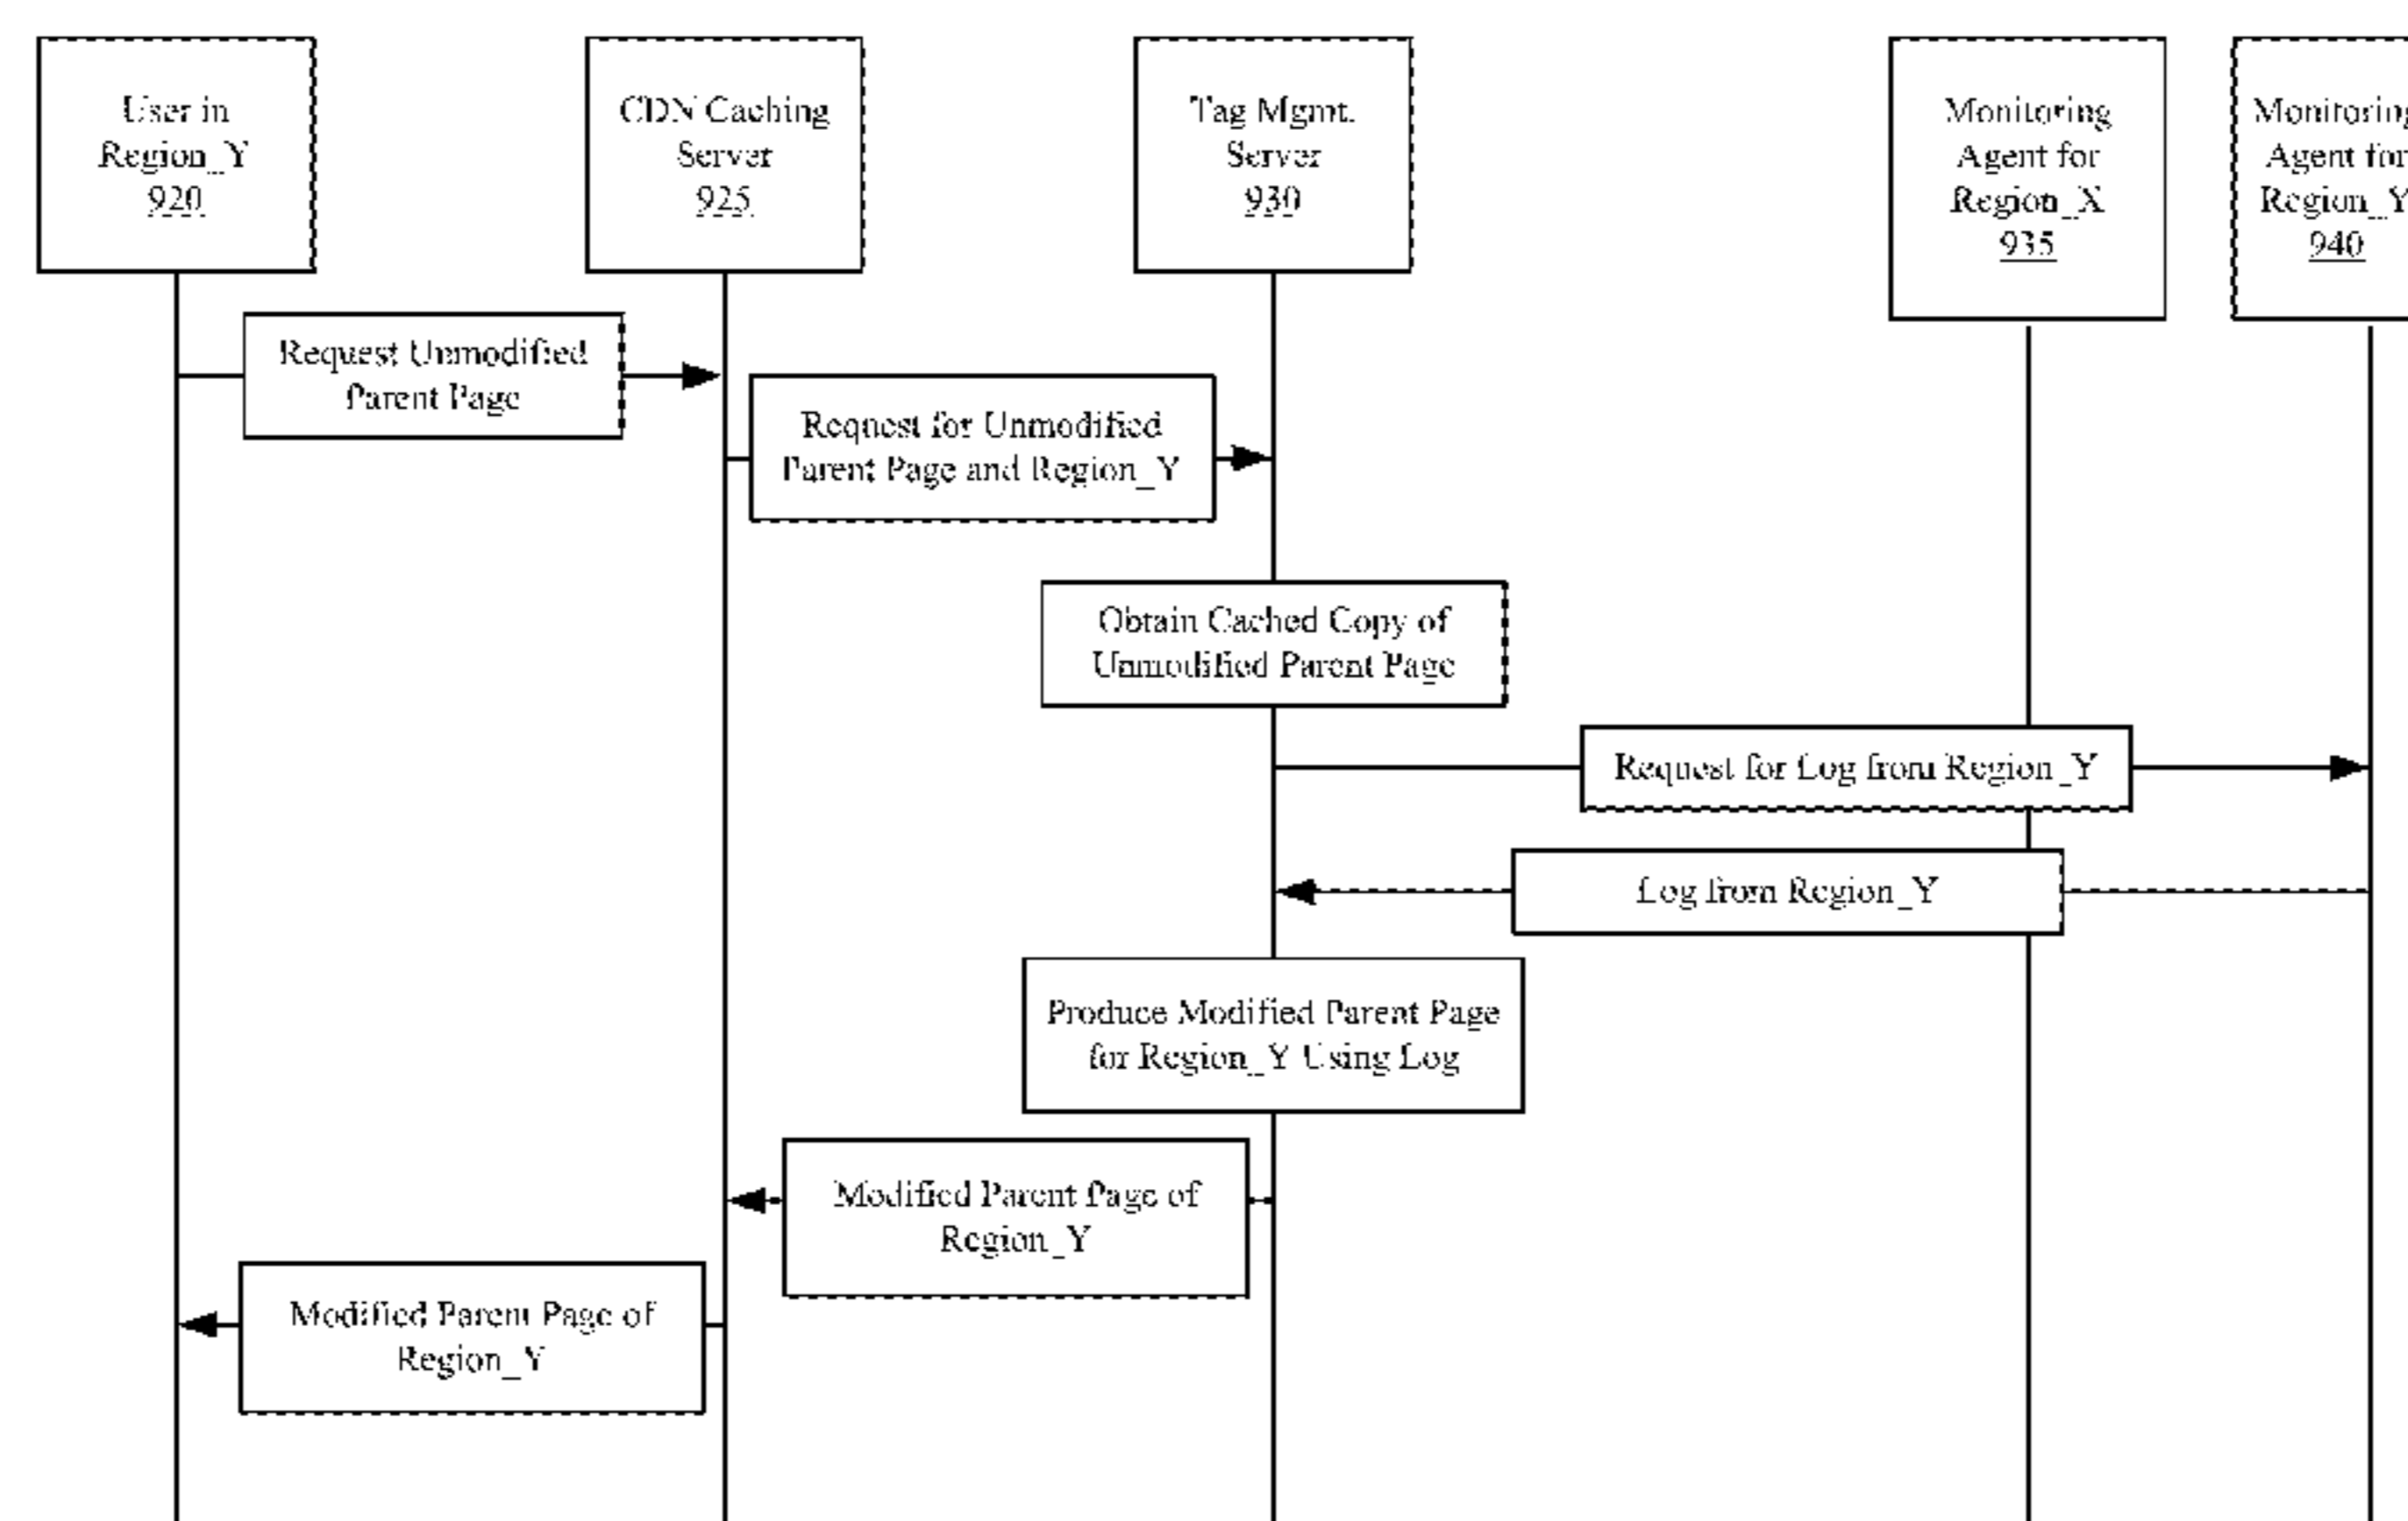 User in
Region_Y
920
CDN Caching
Server
925
Tag Mgmt.
Server
930
Monitoring
Agent for
Region_X
935
Monitoring
Agent for
Region_Y
940
Request Unmodified
Parent Page
Request for Unmodified
Parent Page and Region_Y
Obtain Cached Copy of
Unmodified Parent Page
Request for Log from Region_Y
Log from Region_Y
Produce Modified Parent Page
for Region_Y Using Log
Modified Parent Page of
Region_Y
Modified Parent Page of
Region_Y